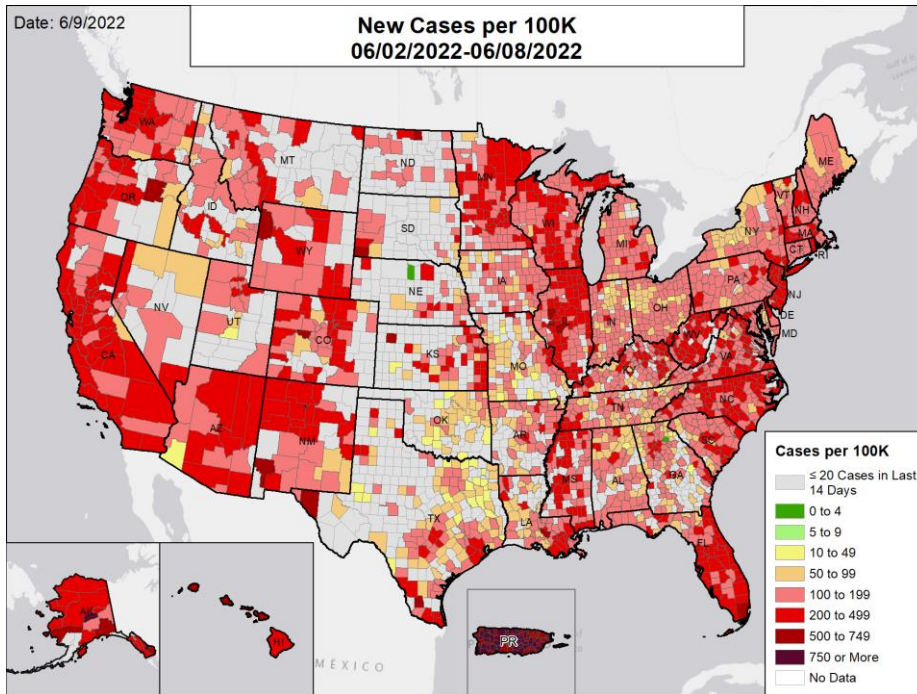 Date: 6/9/2022
New Cases per 100K
06/02/2022-06/08/2022
WA
MT
ND
MN
ME
OR
ID
SD
WI
VT
NH
WY
MI
NY
MA
CT
RI
IA
NE
PA
NJ
NV
UT
OH
IN
DE
MD
CO
IL
WV
VA
CA
KS
MO
KY
NC
TN
OK
AZ
NM
AR
SC
MS
AL
GA
TX
LA
FL
AK
HI
PR
MÉXICO
Cases per 100K
≤ 20 Cases in Last
14 Days
0 to 4
5 to 9
10 to 49
50 to 99
100 to 199
200 to 499
500 to 749
750 or More
No Data